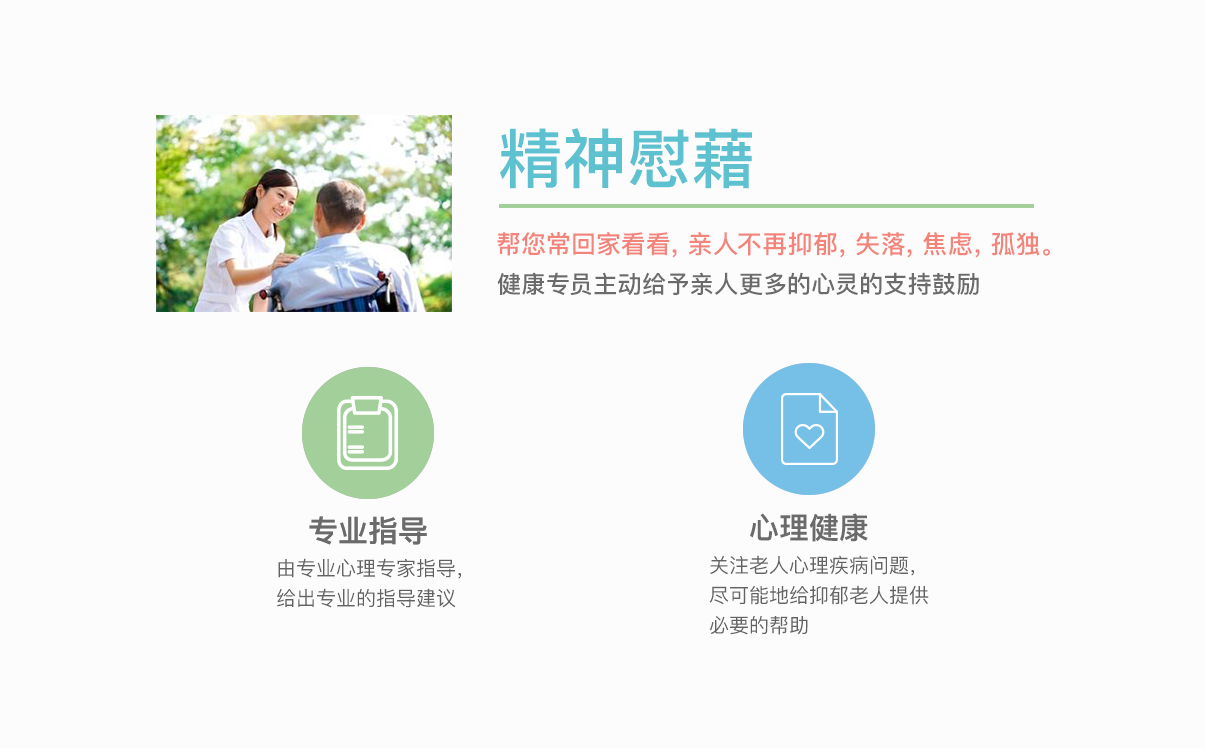 精神慰藉
帮您常回家看看，亲人不再抑郁，失落，焦虑，孤独。
健康专员主动给予亲人更多的心灵的支持鼓励
专业指导
由专业心理专家指导，
给出专业的指导建议
心理健康
关注老人心理疾病问题，
尽可能地给抑郁老人提供
必要的帮助